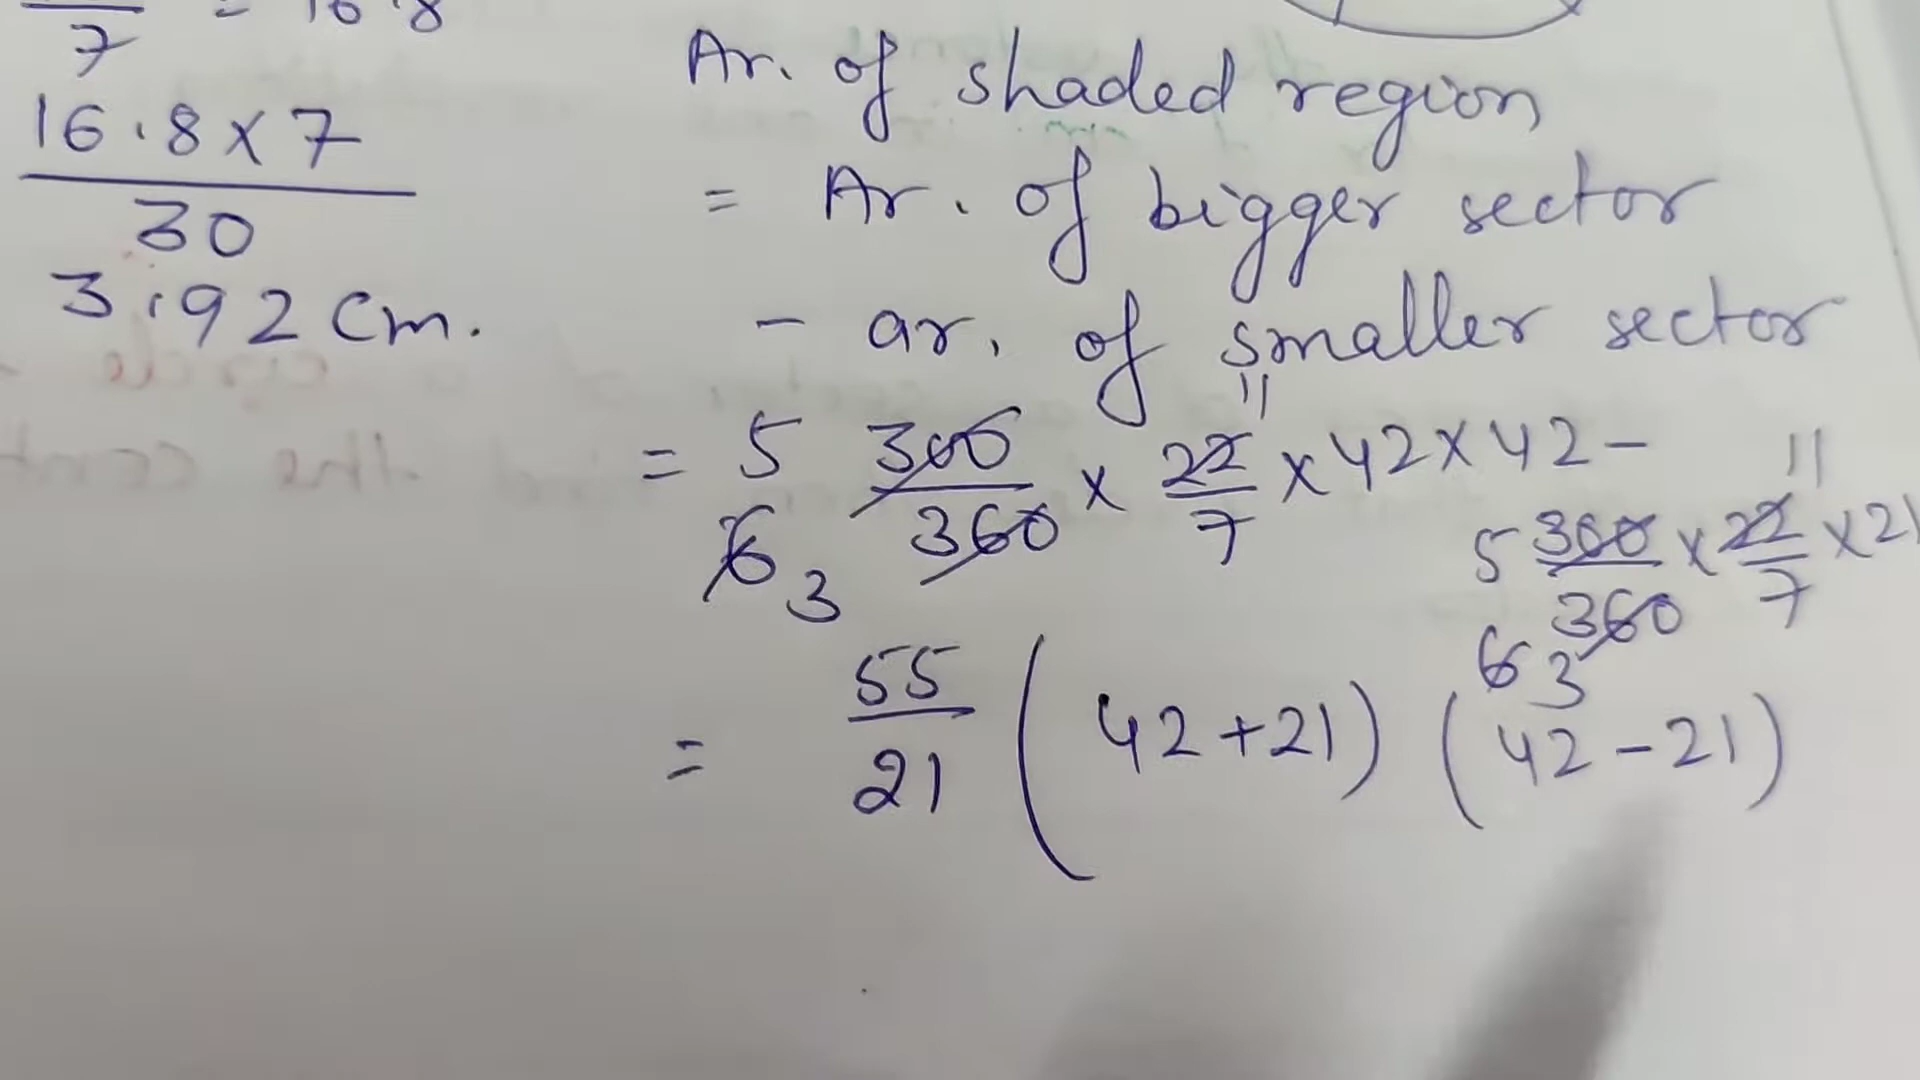 7 = 16.8
16.8 x 7
30
3.92 cm.
Ar. of shaded region
= Ar. of bigger sector
- ar. of smaller sector
11
= 5 300 x 22 x 42 x 42 -
6 3 360 7
11
5 300 x 22 x 21
6 3 360 7
= 55 ( 42+21) (42-21)
21